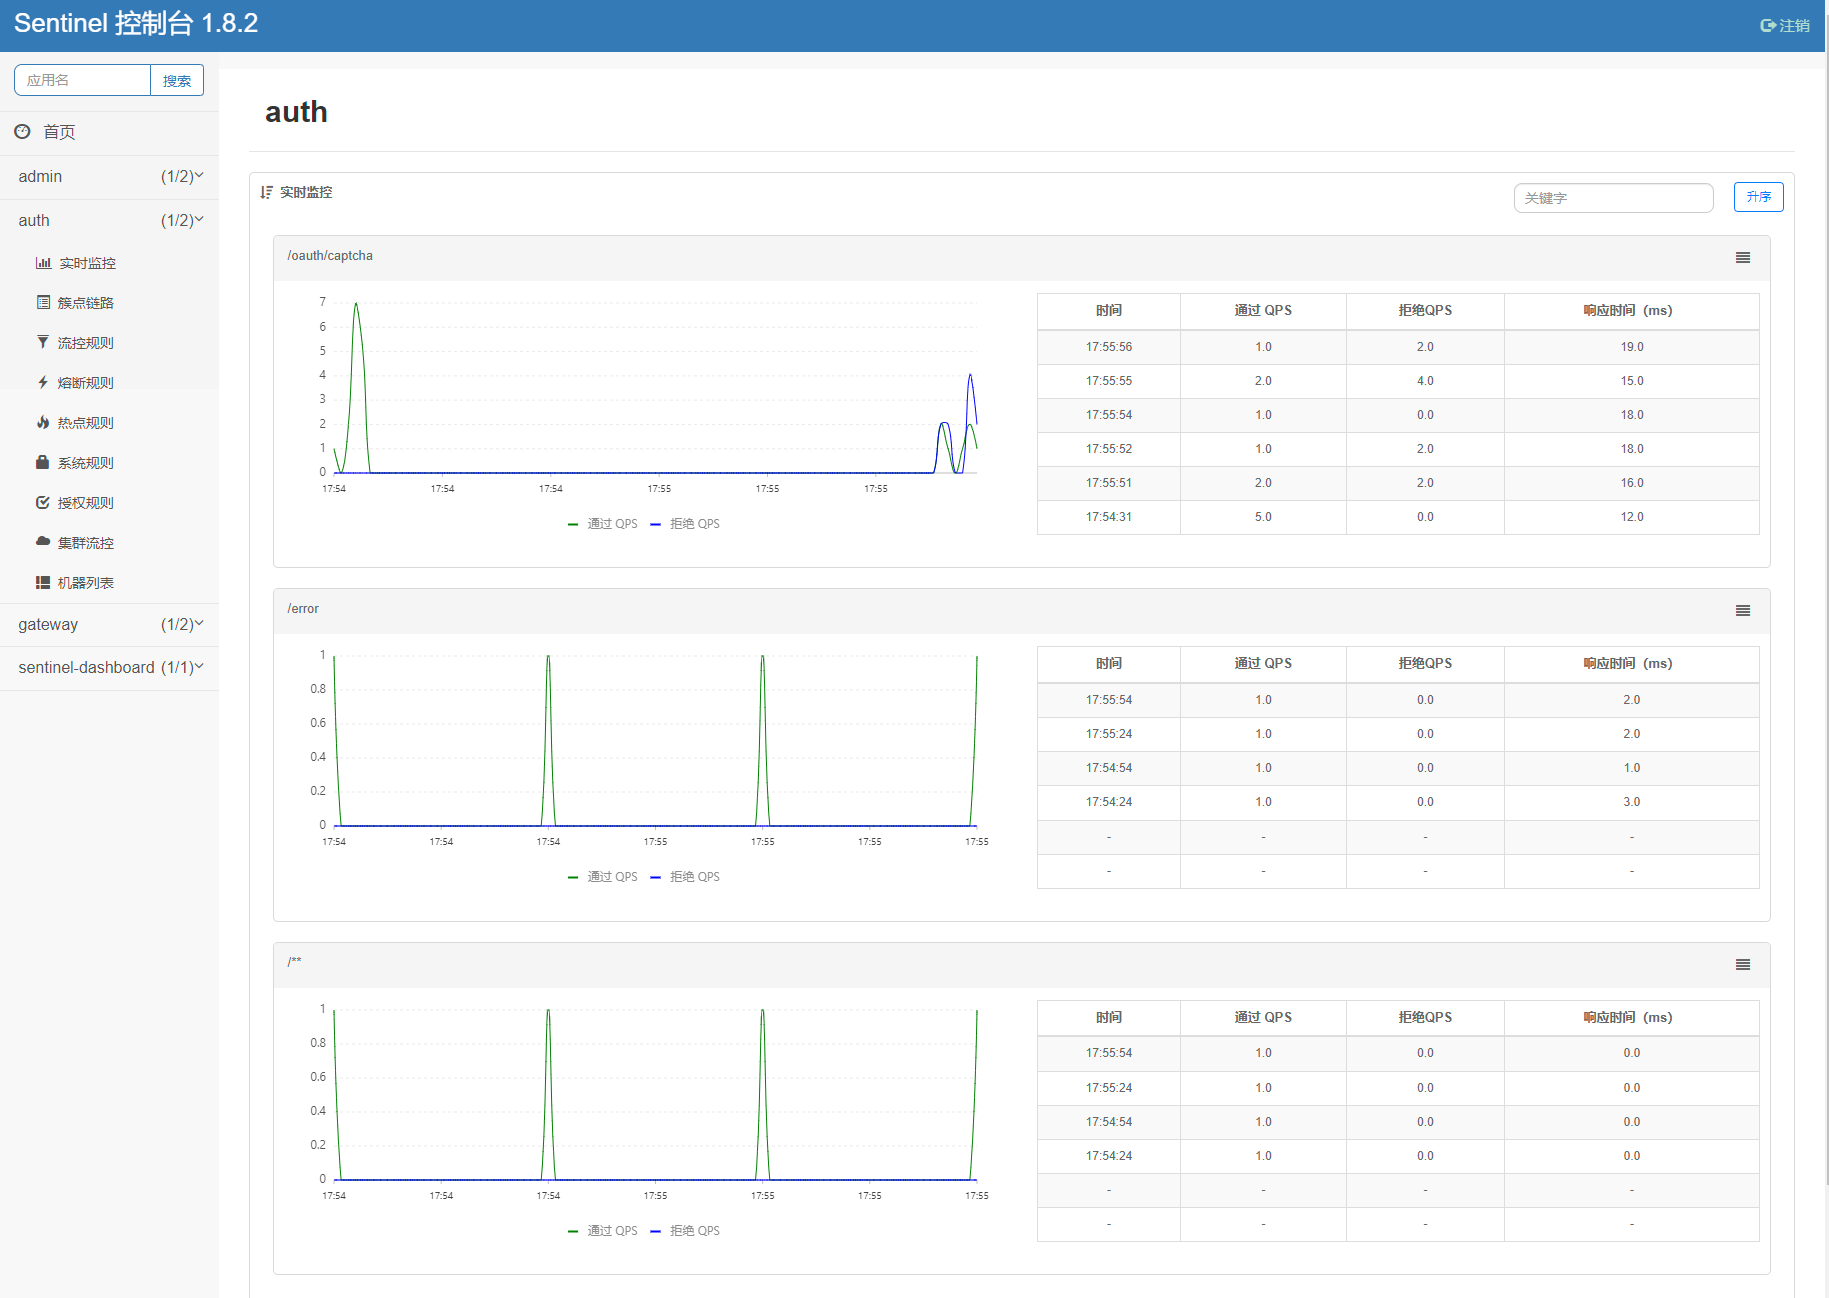 Sentinel 控制台 1.8.2
注销
应用名 搜索
首页
admin (1/2)
auth (1/2)
实时监控
簇点链路
流控规则
熔断规则
热点规则
系统规则
授权规则
集群流控
机器列表
gateway (1/2)
sentinel-dashboard (1/1)
auth
实时监控
关键字 升序
/oauth/captcha
7
6
5
4
3
2
1
0
17:54 17:54 17:54 17:55 17:55 17:55
通过 QPS 拒绝 QPS
时间 通过 QPS 拒绝QPS 响应时间 (ms)
17:55:56 1.0 2.0 19.0
17:55:55 2.0 4.0 15.0
17:55:54 1.0 0.0 18.0
17:55:52 1.0 2.0 18.0
17:55:51 2.0 2.0 16.0
17:54:31 5.0 0.0 12.0
/error
1
0.8
0.6
0.4
0.2
0
17:54 17:54 17:54 17:55 17:55 17:55 17:55
通过 QPS 拒绝 QPS
时间 通过 QPS 拒绝QPS 响应时间 (ms)
17:55:54 1.0 0.0 2.0
17:55:24 1.0 0.0 2.0
17:54:54 1.0 0.0 1.0
17:54:24 1.0 0.0 3.0
- - - -
- - - -
/**
1
0.8
0.6
0.4
0.2
0
17:54 17:54 17:54 17:55 17:55 17:55 17:55
通过 QPS 拒绝 QPS
时间 通过 QPS 拒绝QPS 响应时间 (ms)
17:55:54 1.0 0.0 0.0
17:55:24 1.0 0.0 0.0
17:54:54 1.0 0.0 0.0
17:54:24 1.0 0.0 0.0
- - - -
- - - -